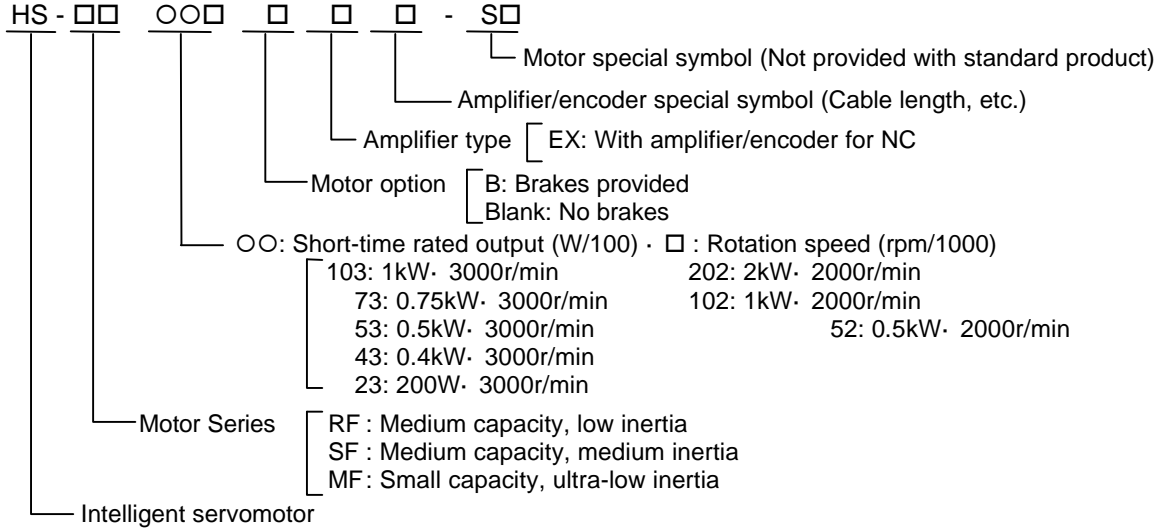 HS - □□ ○○□ □ □ □ - S□
Motor special symbol (Not provided with standard product)
Amplifier/encoder special symbol (Cable length, etc.)
Amplifier type EX: With amplifier/encoder for NC
Motor option B: Brakes provided
Blank: No brakes
○○: Short-time rated output (W/100) · □ : Rotation speed (rpm/1000)
103: 1kW· 3000r/min 202: 2kW· 2000r/min
73: 0.75kW· 3000r/min 102: 1kW· 2000r/min
53: 0.5kW· 3000r/min 52: 0.5kW· 2000r/min
43: 0.4kW· 3000r/min
23: 200W· 3000r/min
Motor Series RF : Medium capacity, low inertia
SF : Medium capacity, medium inertia
MF : Small capacity, ultra-low inertia
Intelligent servomotor